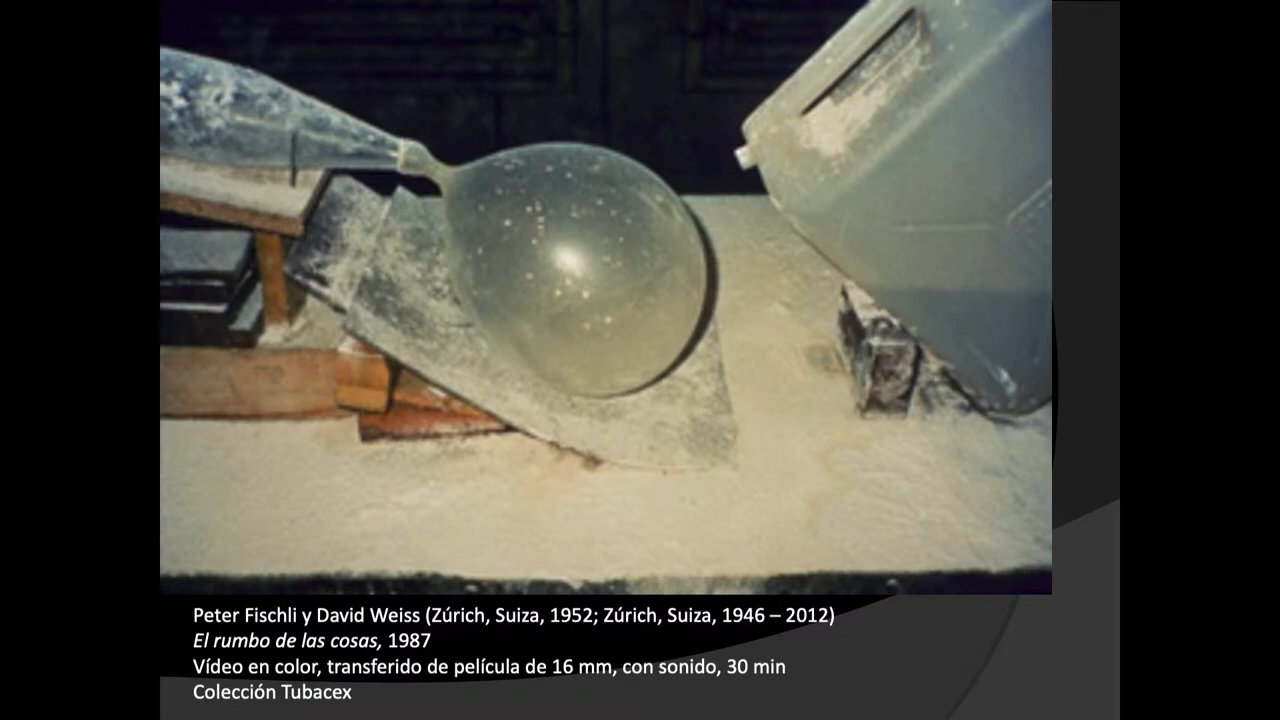 Peter Fischli y David Weiss (Zúrich, Suiza, 1952; Zúrich, Suiza, 1946 – 2012)
El rumbo de las cosas, 1987
Vídeo en color, transferido de película de 16 mm, con sonido, 30 min
Colección Tubacex